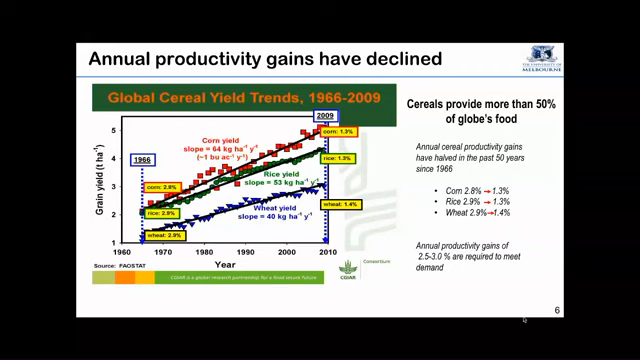 Annual productivity gains have declined
THE UNIVERSITY OF
MELBOURNE
Global Cereal Yield Trends, 1966-2009
2009
1966
Corn yield
slope = 64 kg ha⁻¹ y⁻¹
(~1 bu ac⁻¹ y⁻¹)
Rice yield
slope = 53 kg ha⁻¹ y⁻¹
Wheat yield
slope = 40 kg ha⁻¹ y⁻¹
corn: 2.8%
rice: 2.9%
wheat: 2.9%
corn: 1.3%
rice: 1.3%
wheat: 1.4%
Grain yield (t ha⁻¹)
5
4
3
2
1
1960 1970 1980 1990 2000 2010
Year
Source: FAOSTAT
CGIAR is a global research partnership for a food secure future
CGIAR
Consortium
Cereals provide more than 50%
of globe's food
Annual cereal productivity gains
have halved in the past 50 years
since 1966
• Corn 2.8% → 1.3%
• Rice 2.9% → 1.3%
• Wheat 2.9% → 1.4%
Annual productivity gains of
2.5-3.0 % are required to meet
demand
6